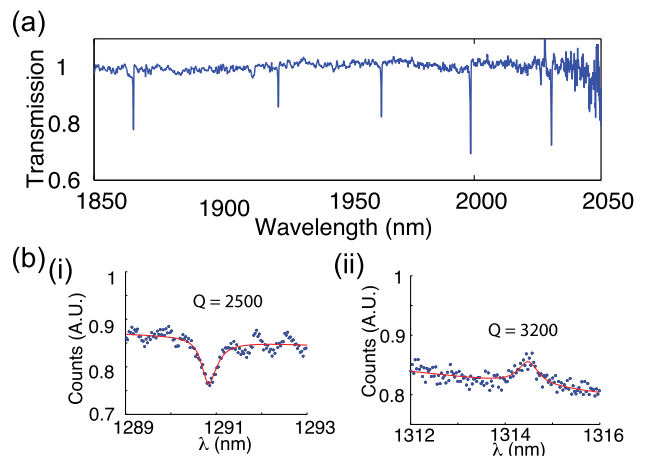 (a)
Transmission
1
0.8
0.6
1850 1900 1950 2000 2050
Wavelength (nm)
(b) (i)
Q = 2500
Counts (A.U.)
1
0.9
0.8
0.7
1289 1291 1293
λ (nm)
(ii)
Q = 3200
Counts (A.U.)
1
0.9
0.8
1312 1314 1316
λ (nm)